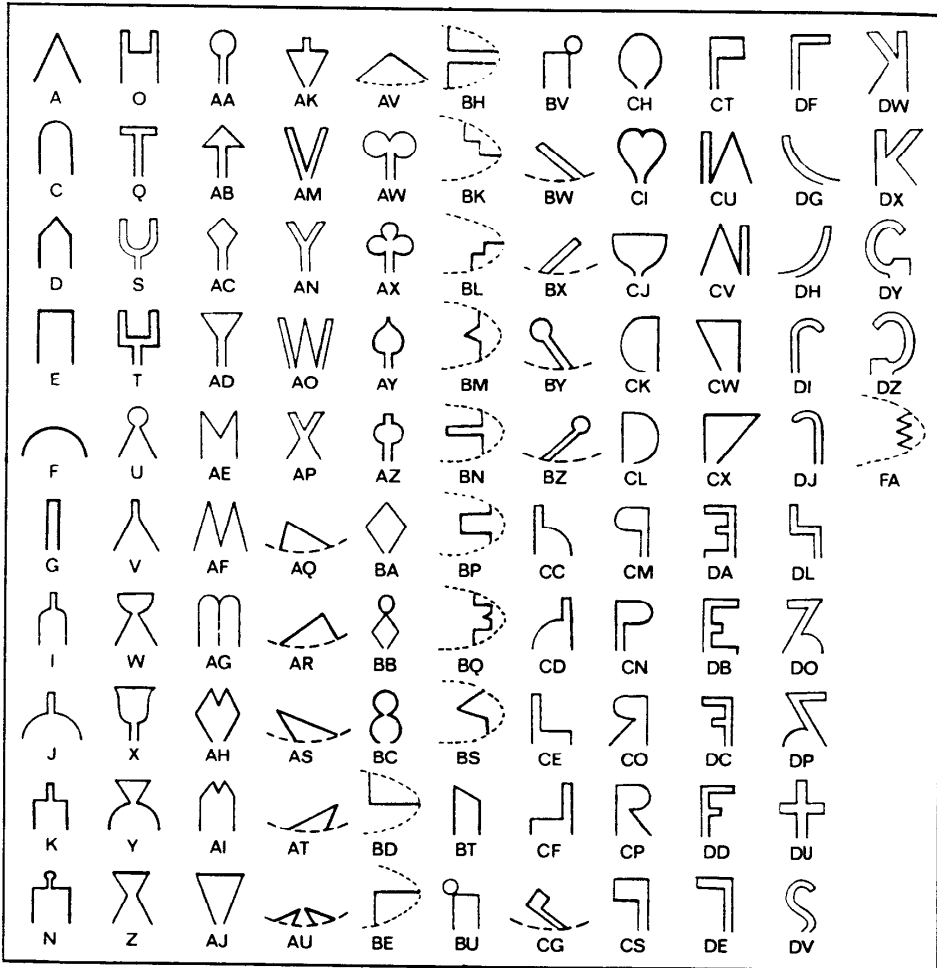 A O AA AK AV BH BV CH CT DF DW
C Q AB AM AW BK BW CI CU DG DX
D S AC AN AX BL BX CJ CV DH DY
E T AD AO AY BM BY CK CW DI DZ
F U AE AP AZ BN BZ CL CX DJ FA
G V AF AQ BA BP CC CM DA DL
I W AG AR BB BQ CD CN DB DO
J X AH AS BC BS CE CO DC DP
K Y AI AT BD BT CF CP DD DU
N Z AJ AU BE BU CG CS DE DV